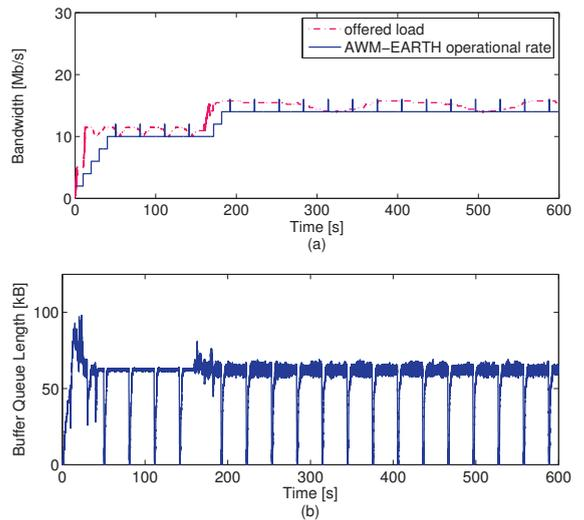 30
20
10
0
Bandwidth [Mb/s]
offered load
AWM−EARTH operational rate
0 100 200 300 400 500 600
Time [s]
(a)
100
50
0
Buffer Queue Length [kB]
0 100 200 300 400 500 600
Time [s]
(b)